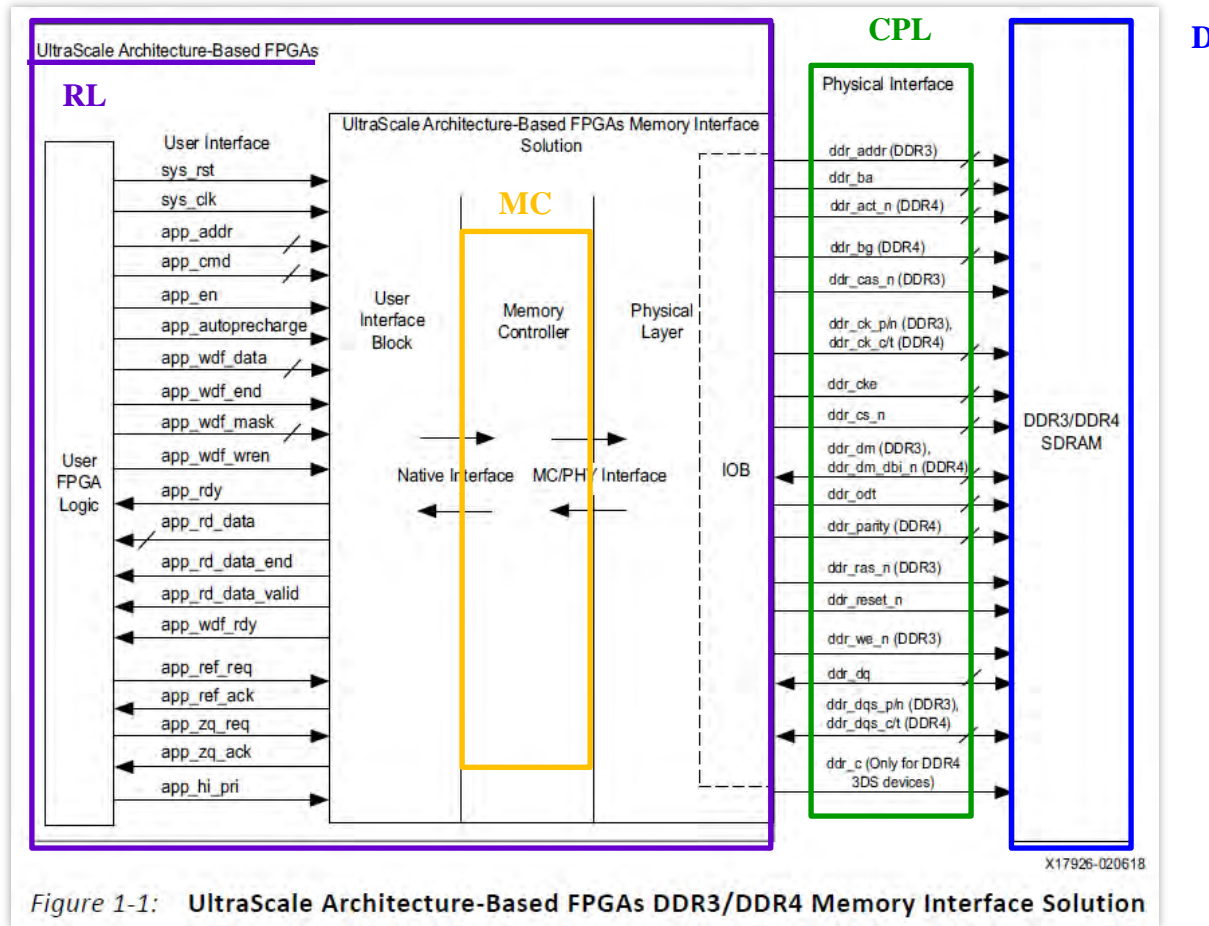 CPL
D
UltraScale Architecture-Based FPGAs
RL
Physical Interface
User Interface
UltraScale Architecture-Based FPGAs Memory Interface
Solution
sys_rst
sys_clk
app_addr
app_cmd
app_en
app_autoprecharge
app_wdf_data
app_wdf_end
app_wdf_mask
app_wdf_wren
app_rdy
app_rd_data
app_rd_data_end
app_rd_data_valid
app_wdf_rdy
app_ref_req
app_ref_ack
app_zq_req
app_zq_ack
app_hi_pri
User
FPGA
Logic
User
Interface
Block
MC
Memory
Controller
Physical
Layer
Native Interface
MC/PHY Interface
IOB
ddr_addr (DDR3)
ddr_ba
ddr_act_n (DDR4)
ddr_bg (DDR4)
ddr_cas_n (DDR3)
ddr_ck_p/n (DDR3),
ddr_ck_c/t (DDR4)
ddr_cke
ddr_cs_n
ddr_dm (DDR3),
ddr_dm_dbi_n (DDR4)
ddr_odt
ddr_parity (DDR4)
ddr_ras_n (DDR3)
ddr_reset_n
ddr_we_n (DDR3)
ddr_dq
ddr_dqs_p/n (DDR3),
ddr_dqs_c/t (DDR4)
ddr_c (Only for DDR4
3DS devices)
DDR3/DDR4
SDRAM
X17926-020618
Figure 1-1: UltraScale Architecture-Based FPGAs DDR3/DDR4 Memory Interface Solution